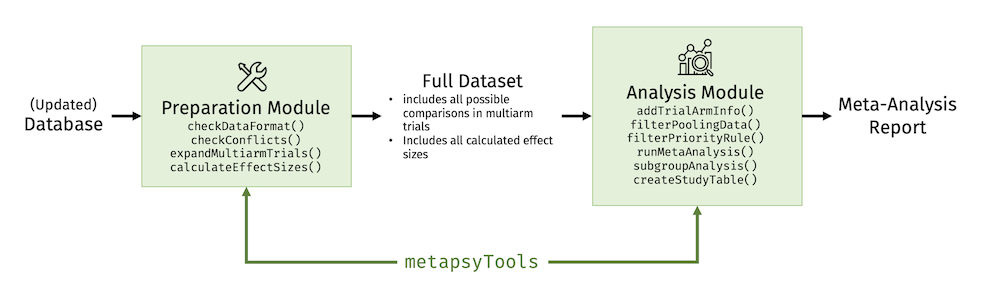 (Updated)
Database
Preparation Module
checkDataFormat()
checkConflicts()
expandMultiarmTrials()
calculateEffectSizes()
Full Dataset
• includes all possible
comparisons in multiarm
trials
• Includes all calculated effect
sizes
Analysis Module
addTrialArmInfo()
filterPoolingData()
filterPriorityRule()
runMetaAnalysis()
subgroupAnalysis()
createStudyTable()
Meta-Analysis
Report
metapsyTools